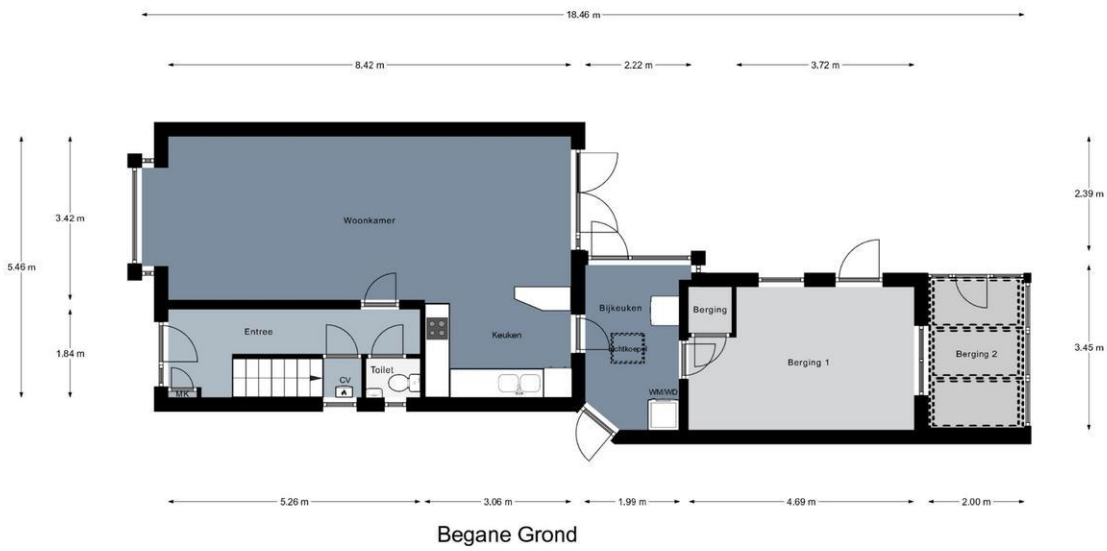 18.46 m
8.42 m
2.22 m
3.72 m
5.46 m
3.42 m
1.84 m
2.39 m
3.45 m
Woonkamer
Entree
Keuken
Bijkeuken
Berging
Berging 1
Berging 2
Toilet
CV
MK
WM/WD
5.26 m
3.06 m
1.99 m
4.69 m
2.00 m
Begane Grond